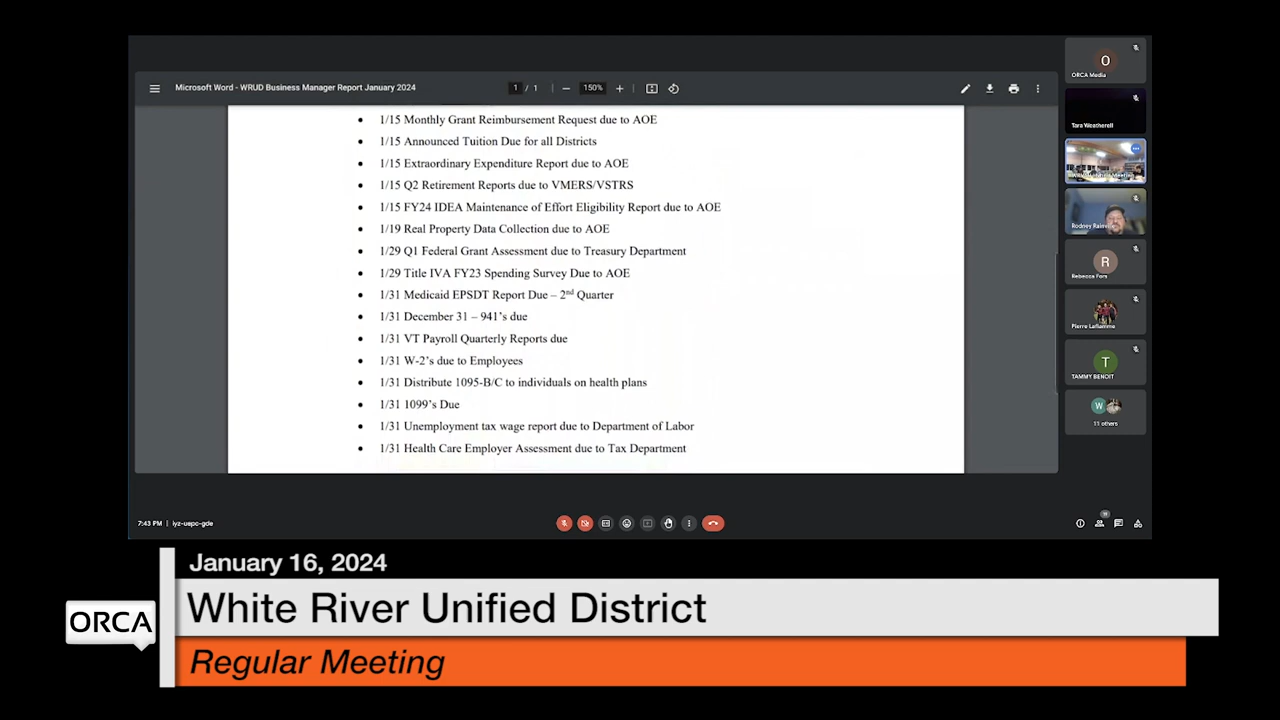 Microsoft Word - WRUD Business Manager Report January 2024
1 / 1
150%
• 1/15 Monthly Grant Reimbursement Request due to AOE
• 1/15 Announced Tuition Due for all Districts
• 1/15 Extraordinary Expenditure Report due to AOE
• 1/15 Q2 Retirement Reports due to VMERS/VSTRS
• 1/15 FY24 IDEA Maintenance of Effort Eligibility Report due to AOE
• 1/19 Real Property Data Collection due to AOE
• 1/29 Q1 Federal Grant Assessment due to Treasury Department
• 1/29 Title IVA FY23 Spending Survey Due to AOE
• 1/31 Medicaid EPSDT Report Due – 2nd Quarter
• 1/31 December 31 – 941's due
• 1/31 VT Payroll Quarterly Reports due
• 1/31 W-2's due to Employees
• 1/31 Distribute 1095-B/C to individuals on health plans
• 1/31 1099's Due
• 1/31 Unemployment tax wage report due to Department of Labor
• 1/31 Health Care Employer Assessment due to Tax Department
O
ORCA Media
Tara Weatherell
Meeting
Rodney
R
Rebecca
Pierre Laflamme
T
TAMMY BENOIT
W
11 others
7:43 PM | iyz-uepc-gde
January 16, 2024
White River Unified District
ORCA
Regular Meeting